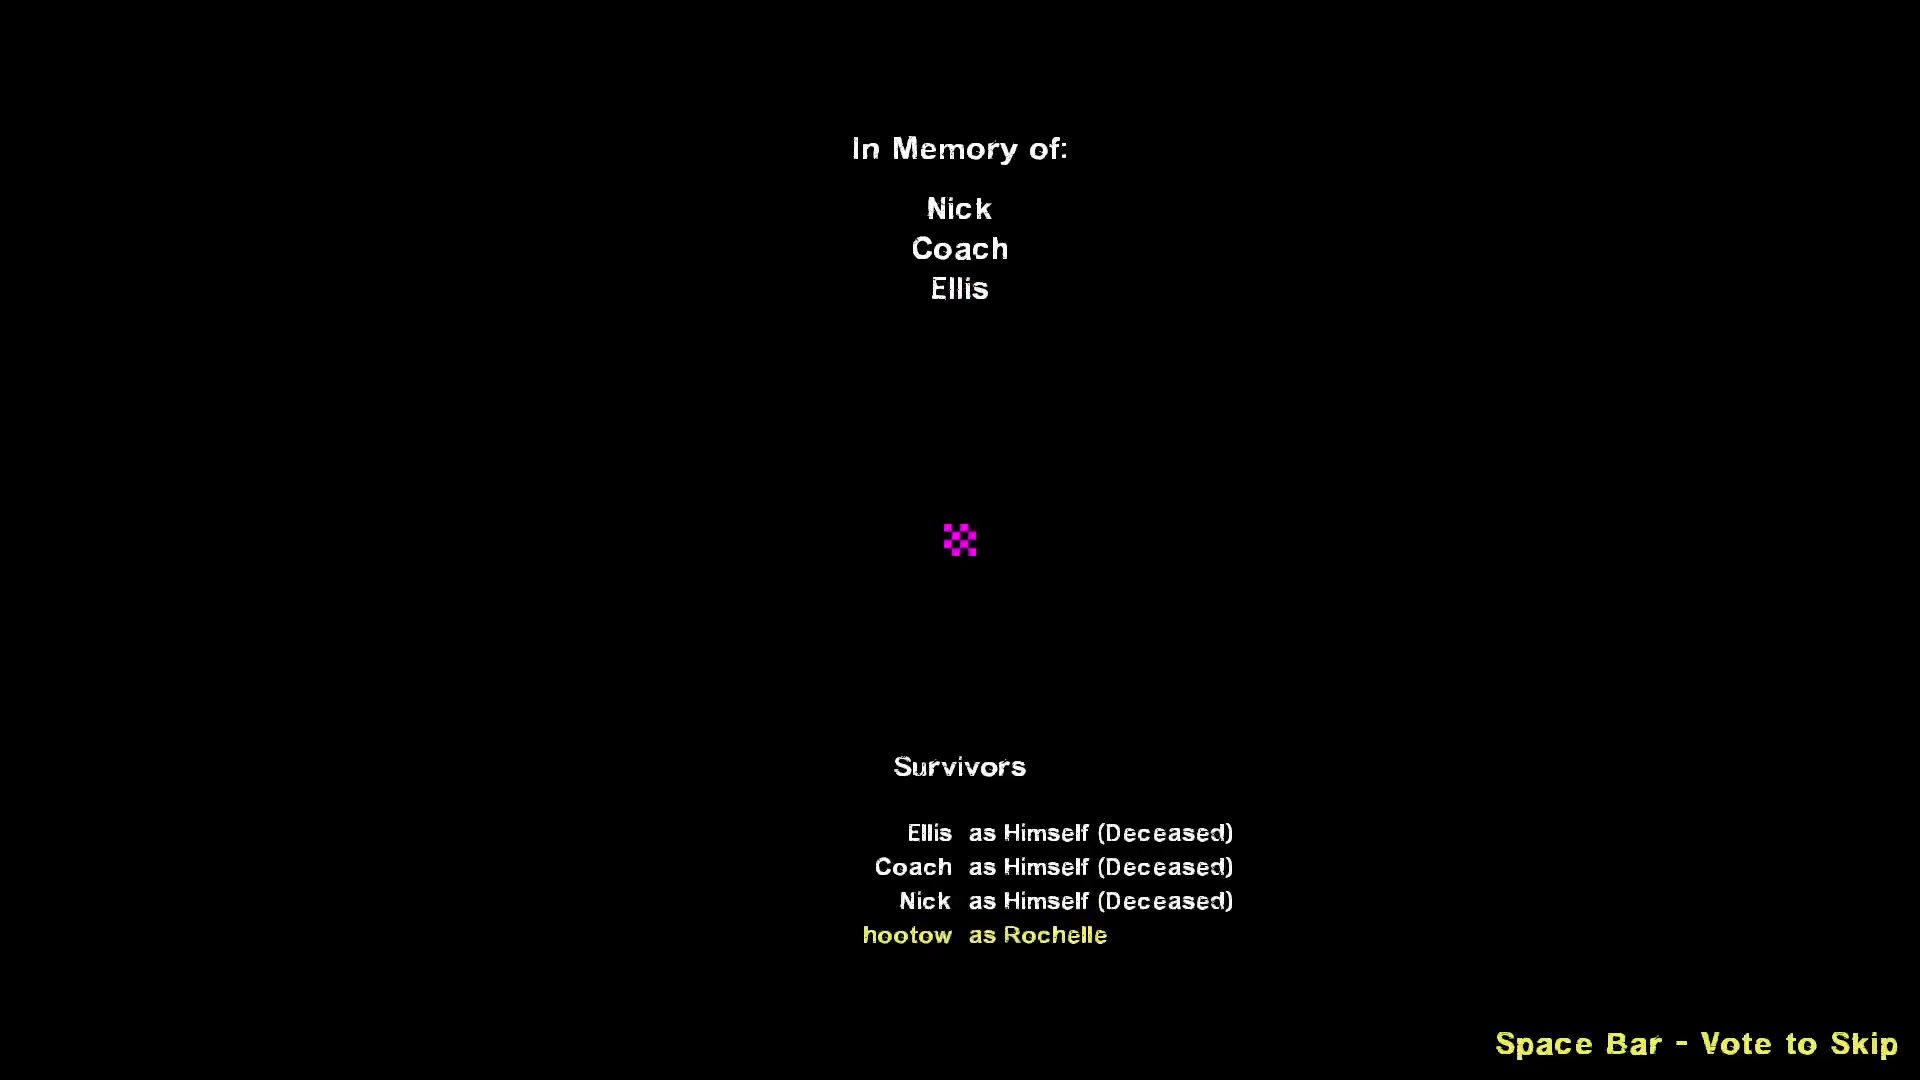 In Memory of:
Nick
Coach
Ellis
Survivors
Ellis as Himself (Deceased)
Coach as Himself (Deceased)
Nick as Himself (Deceased)
hootow as Rochelle
Space Bar - Vote to Skip